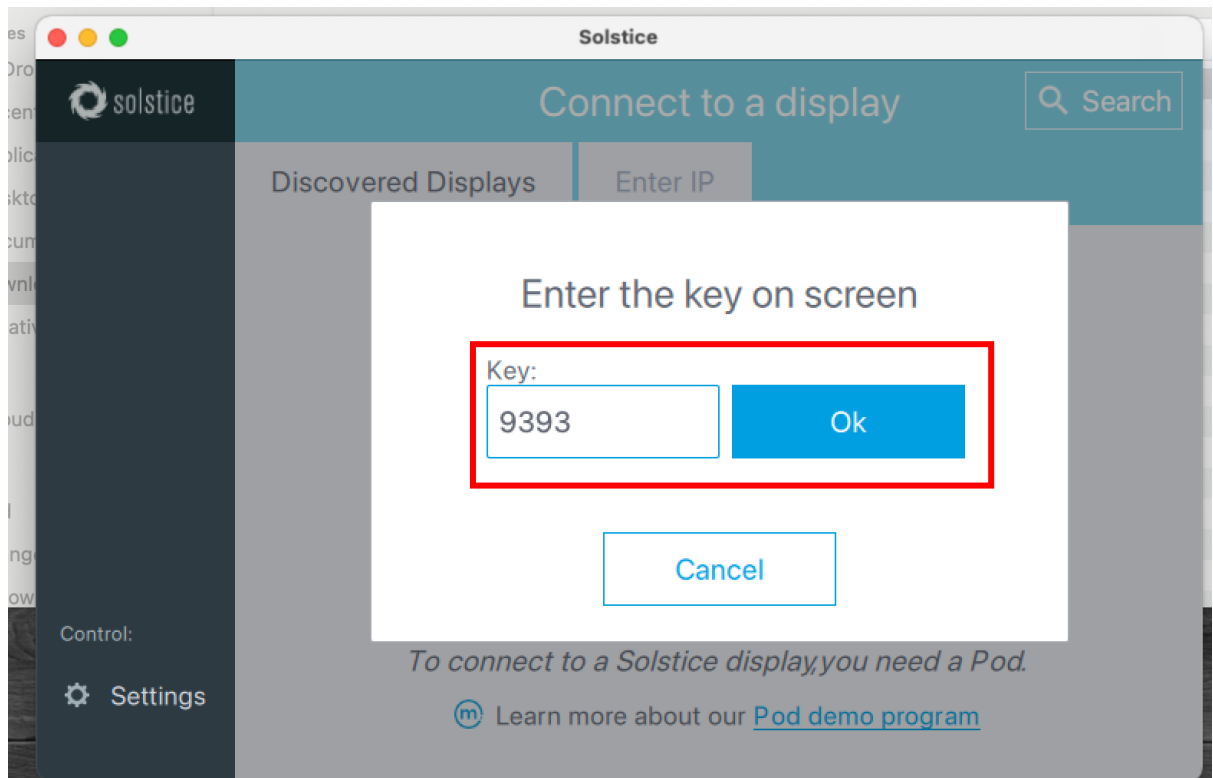 Solstice
solstice
Connect to a display
Search
Discovered Displays
Enter IP
Enter the key on screen
Key:
9393
Ok
Cancel
Control:
Settings
To connect to a Solstice display,you need a Pod.
Learn more about our Pod demo program